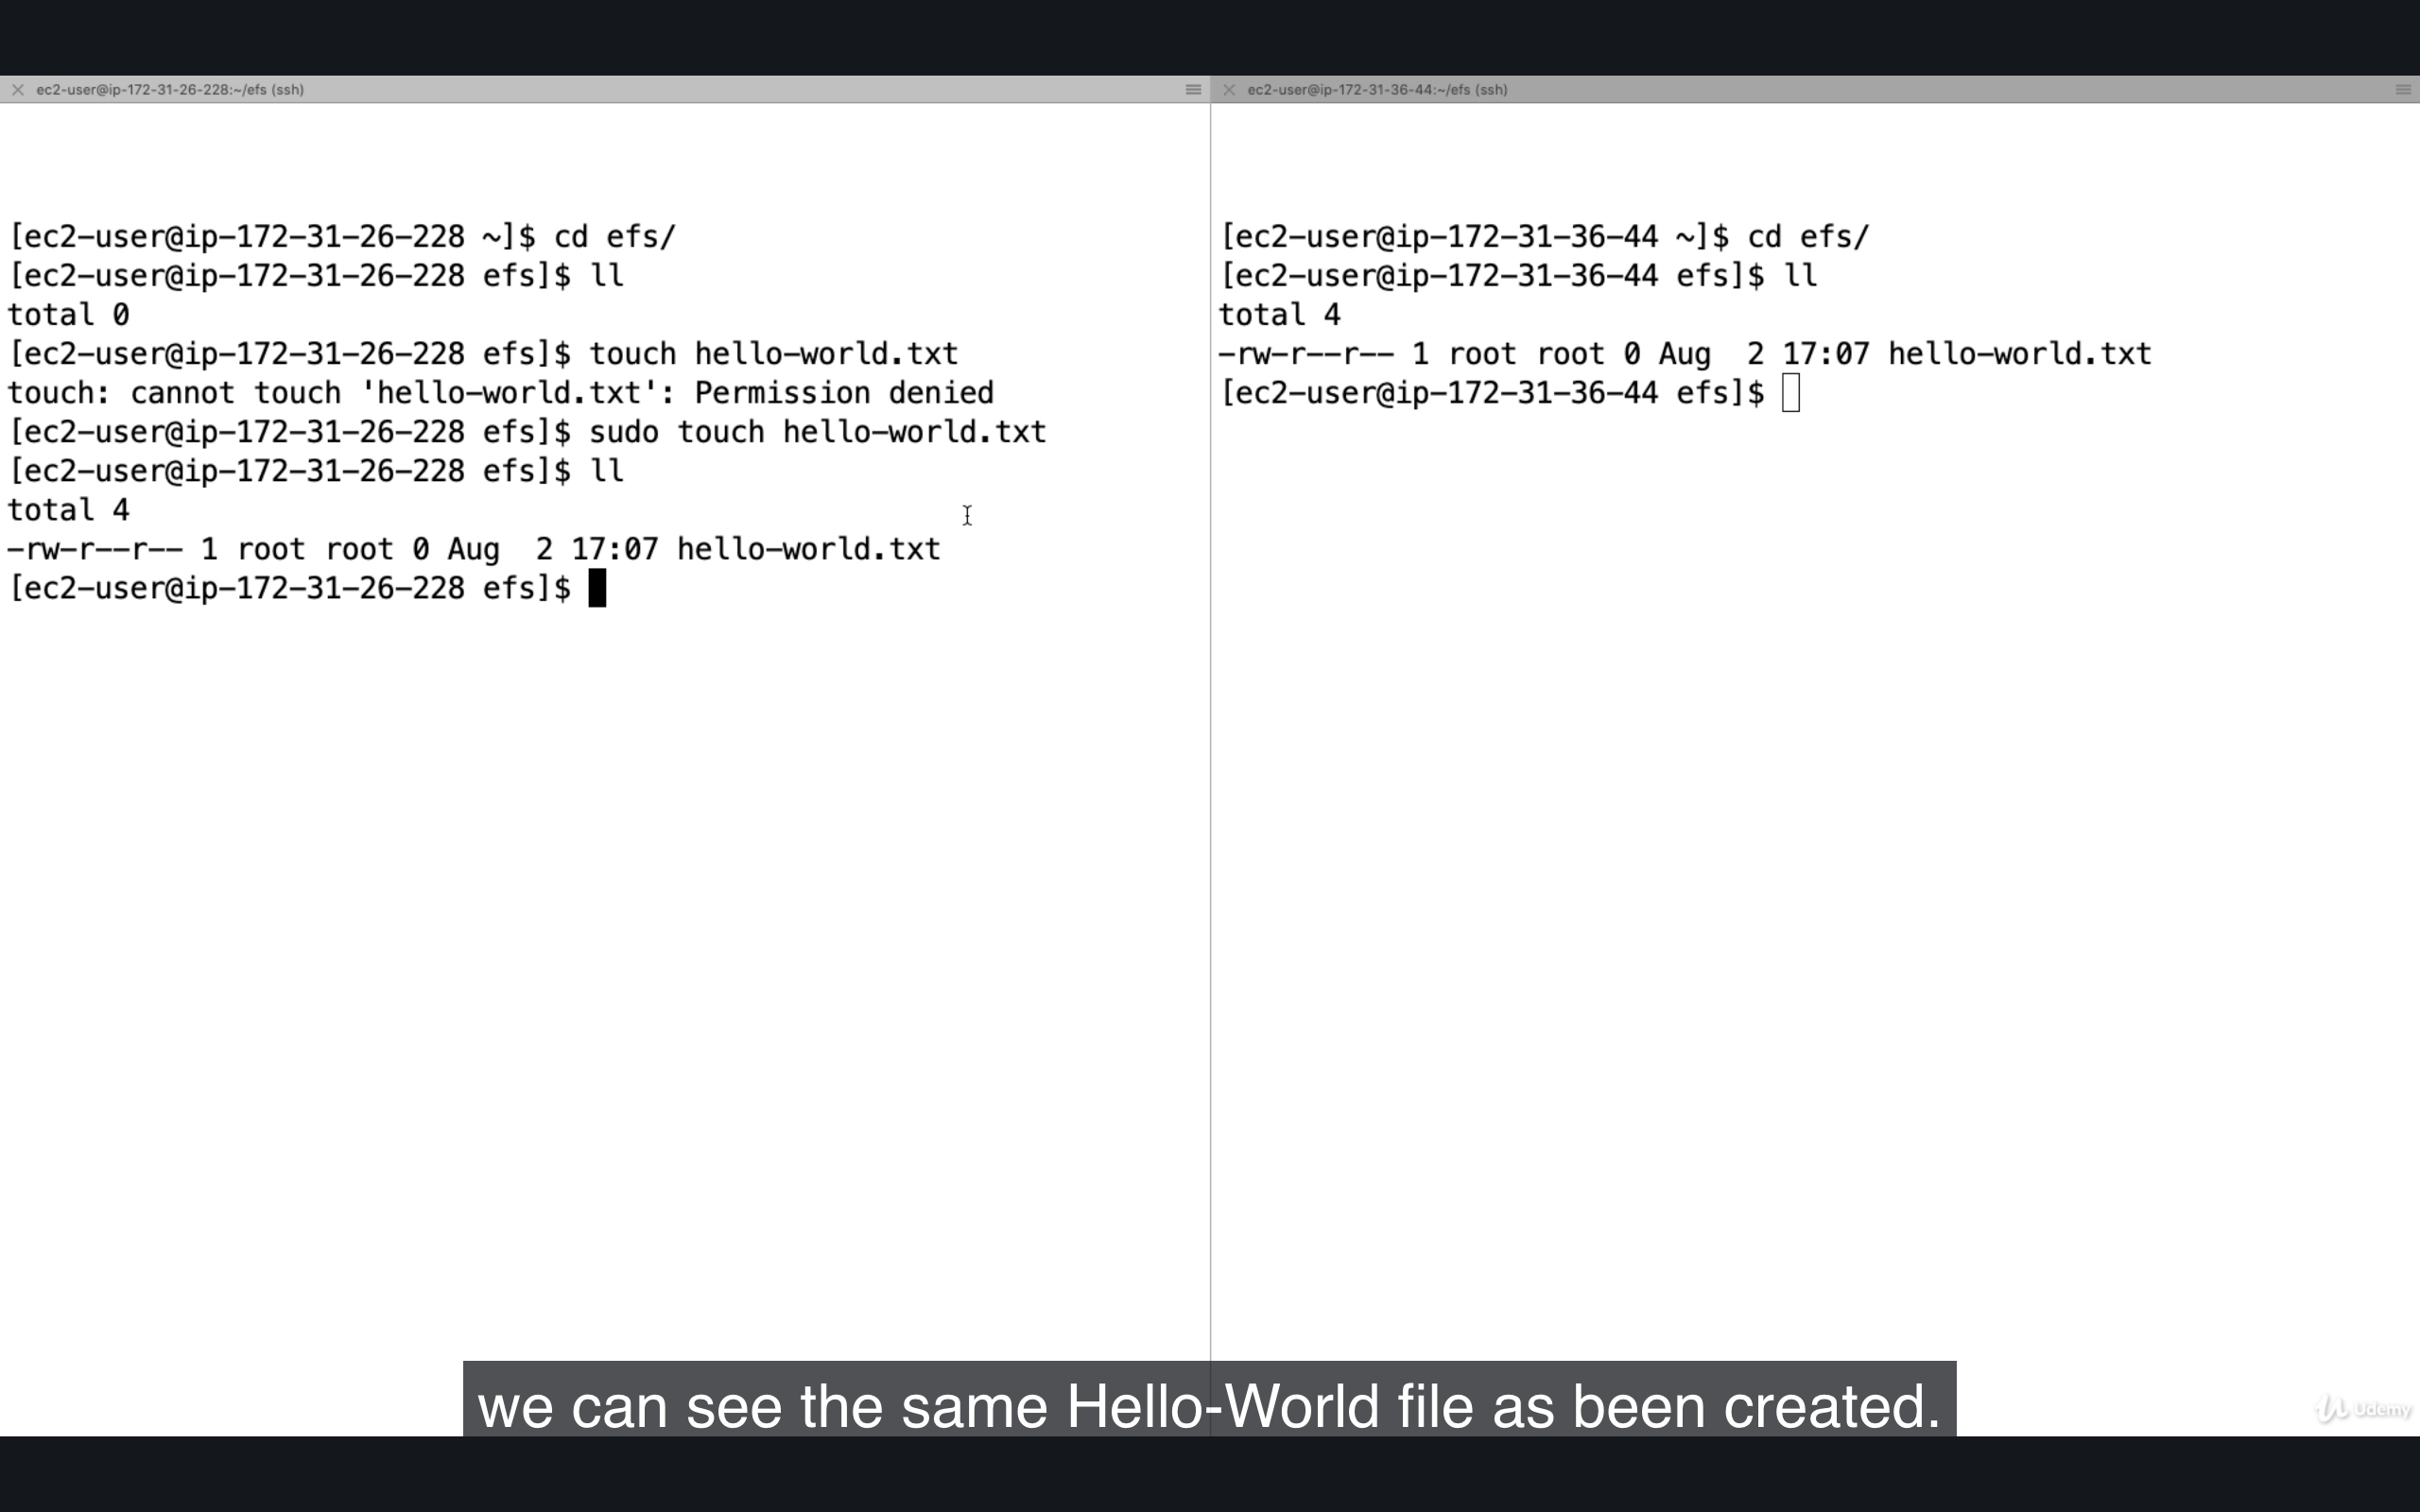 ec2-user@ip-172-31-26-228:~/efs (ssh)
[ec2-user@ip-172-31-26-228 ~]$ cd efs/
[ec2-user@ip-172-31-26-228 efs]$ ll
total 0
[ec2-user@ip-172-31-26-228 efs]$ touch hello-world.txt
touch: cannot touch 'hello-world.txt': Permission denied
[ec2-user@ip-172-31-26-228 efs]$ sudo touch hello-world.txt
[ec2-user@ip-172-31-26-228 efs]$ ll
total 4
-rw-r--r-- 1 root root 0 Aug  2 17:07 hello-world.txt
[ec2-user@ip-172-31-26-228 efs]$
ec2-user@ip-172-31-36-44:~/efs (ssh)
[ec2-user@ip-172-31-36-44 ~]$ cd efs/
[ec2-user@ip-172-31-36-44 efs]$ ll
total 4
-rw-r--r-- 1 root root 0 Aug  2 17:07 hello-world.txt
[ec2-user@ip-172-31-36-44 efs]$
we can see the same Hello-World file as been created.
Udemy